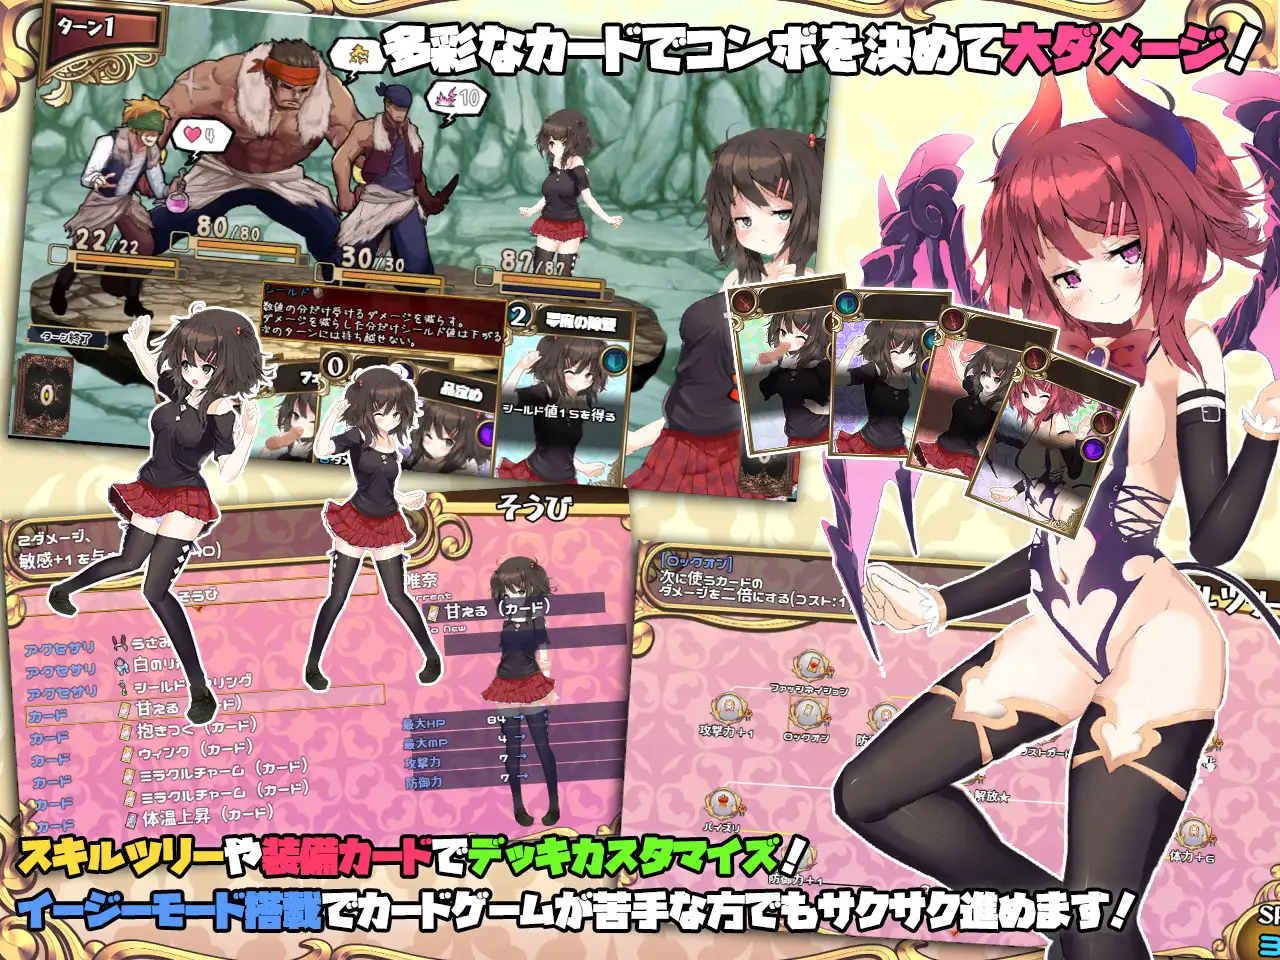 多彩なカードでコンボを決めて大ダメージ!
ターン1
4
10
22/22
80/80
30/30
87/87
シールド
数値の分だけ受けるダメージを減らす。
ダメージを減らした分だけシールド値は下がる
次のターンには持ち越せない。
ターン終了
0
0
品定め
2
シールド値15を得る
そうび
2ダメージ、
敏感+1を与
そうび
唯奈
甘える (カード)
New
アクセサリ
アクセサリ
アクセサリ
カード 甘える
カード 抱きつく (カード)
カード ウィンク (カード)
カード ミラクルチャーム (カード)
カード ミラクルチャーム (カード)
カード 体温上昇 (カード)
最大HP 84 →
最大MP 4 →
攻撃力 7 →
防御力 7 →
[ロックオン]
次に使うカードの
ダメージを二倍にする(コスト:1
ファッシネイション
攻撃力+1
ロックオン
解放★
パイズリ
体力+6
防御力+1
スキルツリーや装備カードでデッキカスタマイズ!
イージーモード搭載でカードゲームが苦手な方でもサクサク進めます!
SP